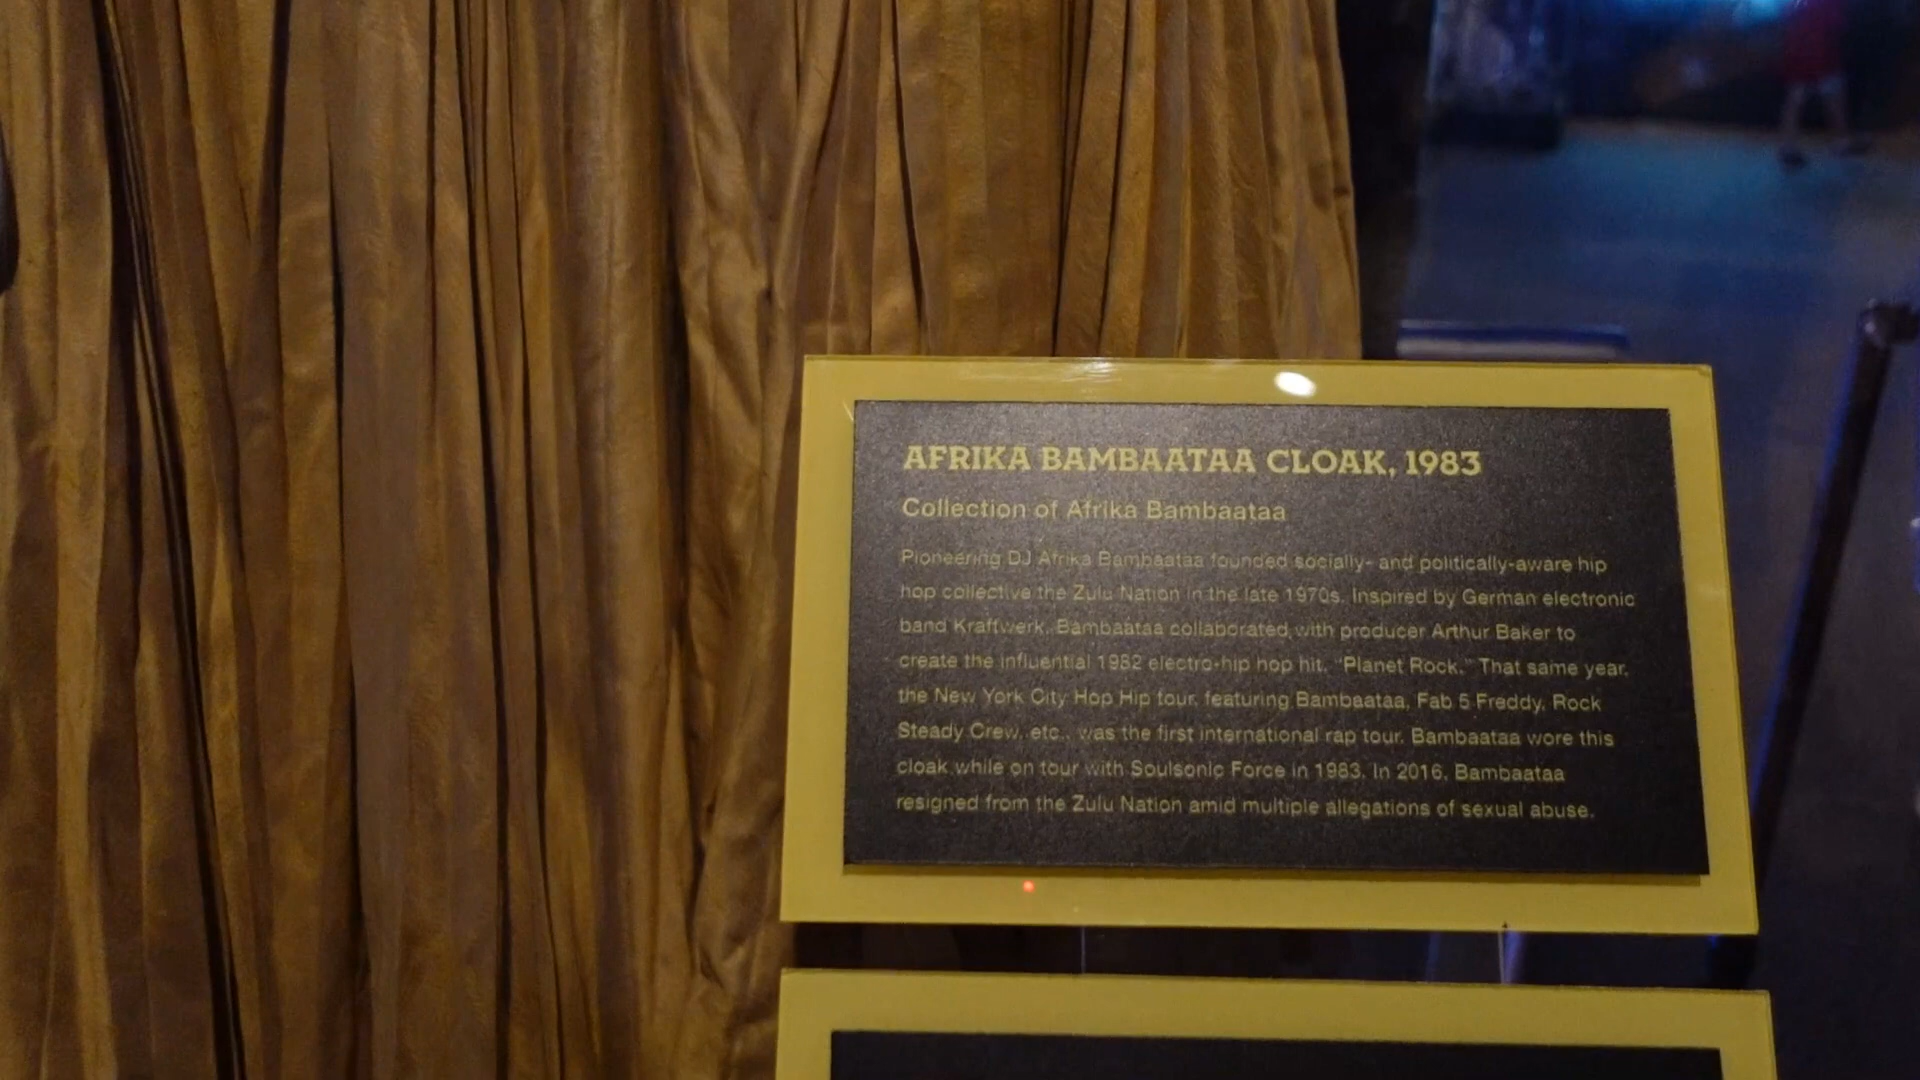 AFRIKA BAMBAATAA CLOAK, 1983
Collection of Afrika Bambaataa
Pioneering DJ Afrika Bambaataa founded socially- and politically-aware hip
hop collective the Zulu Nation in the late 1970s. Inspired by German electronic
band Kraftwerk, Bambaataa collaborated with producer Arthur Baker to
create the influential 1982 electro-hip hop hit, “Planet Rock.” That same year,
the New York City Hop Hip tour, featuring Bambaataa, Fab 5 Freddy, Rock
Steady Crew, etc., was the first international rap tour. Bambaataa wore this
cloak while on tour with Soulsonic Force in 1983. In 2016, Bambaataa
resigned from the Zulu Nation amid multiple allegations of sexual abuse.